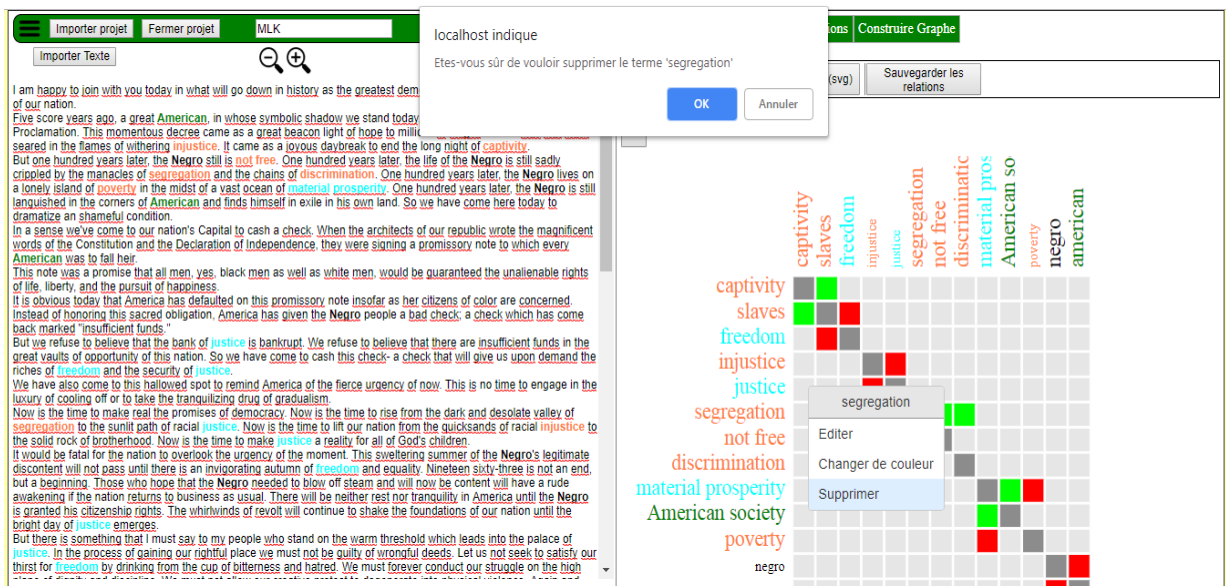 Importer projet Fermer projet MLK
ions Construire Graphe
Importer Texte
localhost indique
Etes-vous sûr de vouloir supprimer le terme 'segregation'
OK Annuler
(svg) Sauvegarder les
relations
I am happy to join with you today in what will go down in history as the greatest dem
of our nation.
Five score years ago, a great American, in whose symbolic shadow we stand today
Proclamation. This momentous decree came as a great beacon light of hope to millio
seared in the flames of withering injustice. It came as a joyous daybreak to end the long night of captivity.
But one hundred years later, the Negro still is not free. One hundred years later, the life of the Negro is still sadly
crippled by the manacles of segregation and the chains of discrimination. One hundred years later, the Negro lives on
a lonely island of poverty in the midst of a vast ocean of material prosperity. One hundred years later, the Negro is still
languished in the corners of American and finds himself in exile in his own land. So we have come here today to
dramatize an shameful condition.
In a sense we've come to our nation's Capital to cash a check. When the architects of our republic wrote the magnificent
words of the Constitution and the Declaration of Independence, they were signing a promissory note to which every
American was to fall heir.
This note was a promise that all men, yes, black men as well as white men, would be guaranteed the unalienable rights
of life, liberty, and the pursuit of happiness.
It is obvious today that America has defaulted on this promissory note insofar as her citizens of color are concerned.
Instead of honoring this sacred obligation, America has given the Negro people a bad check; a check which has come
back marked "insufficient funds."
But we refuse to believe that the bank of justice is bankrupt. We refuse to believe that there are insufficient funds in the
great vaults of opportunity of this nation. So we have come to cash this check- a check that will give us upon demand the
riches of freedom and the security of justice.
We have also come to this hallowed spot to remind America of the fierce urgency of now. This is no time to engage in the
luxury of cooling off or to take the tranquilizing drug of gradualism.
Now is the time to make real the promises of democracy. Now is the time to rise from the dark and desolate valley of
segregation to the sunlit path of racial justice. Now is the time to lift our nation from the quicksands of racial injustice to
the solid rock of brotherhood. Now is the time to make justice a reality for all of God's children.
It would be fatal for the nation to overlook the urgency of the moment. This sweltering summer of the Negro's legitimate
discontent will not pass until there is an invigorating autumn of freedom and equality. Nineteen sixty-three is not an end,
but a beginning. Those who hope that the Negro needed to blow off steam and will now be content will have a rude
awakening if the nation returns to business as usual. There will be neither rest nor tranquility in America until the Negro
is granted his citizenship rights. The whirlwinds of revolt will continue to shake the foundations of our nation until the
bright day of justice emerges.
But there is something that I must say to my people who stand on the warm threshold which leads into the palace of
justice. In the process of gaining our rightful place we must not be guilty of wrongful deeds. Let us not seek to satisfy our
thirst for freedom by drinking from the cup of bitterness and hatred. We must forever conduct our struggle on the high
captivity
slaves
freedom
injustice
justice
segregation
not free
discriminatic
material pros
American so
poverty
negro
american
captivity
slaves
freedom
injustice
justice
segregation
not free
discrimination
material prosperity
American society
poverty
negro
segregation
Editer
Changer de couleur
Supprimer